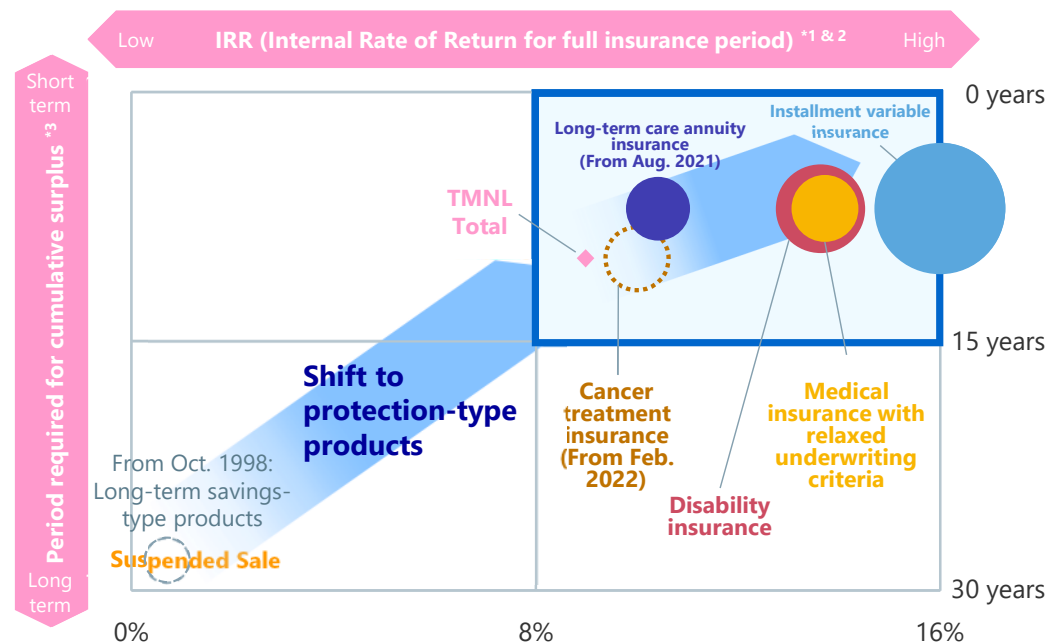 Low
IRR (Internal Rate of Return for full insurance period) *1 & 2
High
Short
term
Period required for cumulative surplus *3
Long
term
0 years
15 years
30 years
0%
8%
16%
Installment variable
insurance
Long-term care annuity
insurance
(From Aug. 2021)
TMNL
Total
Shift to
protection-type
products
Cancer
treatment
insurance
(From Feb.
2022)
Medical
insurance with
relaxed
underwriting
criteria
Disability
insurance
From Oct. 1998:
Long-term savings-
type products
Suspended Sale